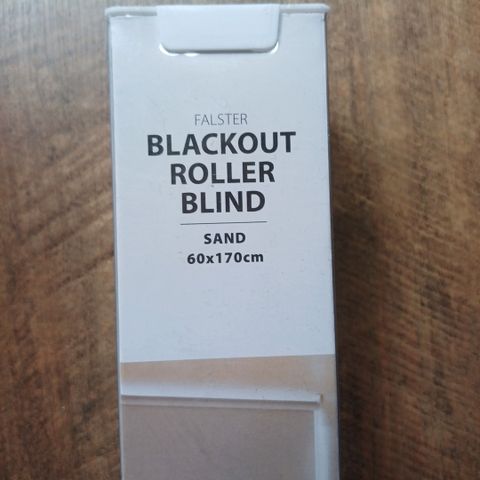 FALSTER
BLACKOUT
ROLLER
BLIND
SAND
60x170cm